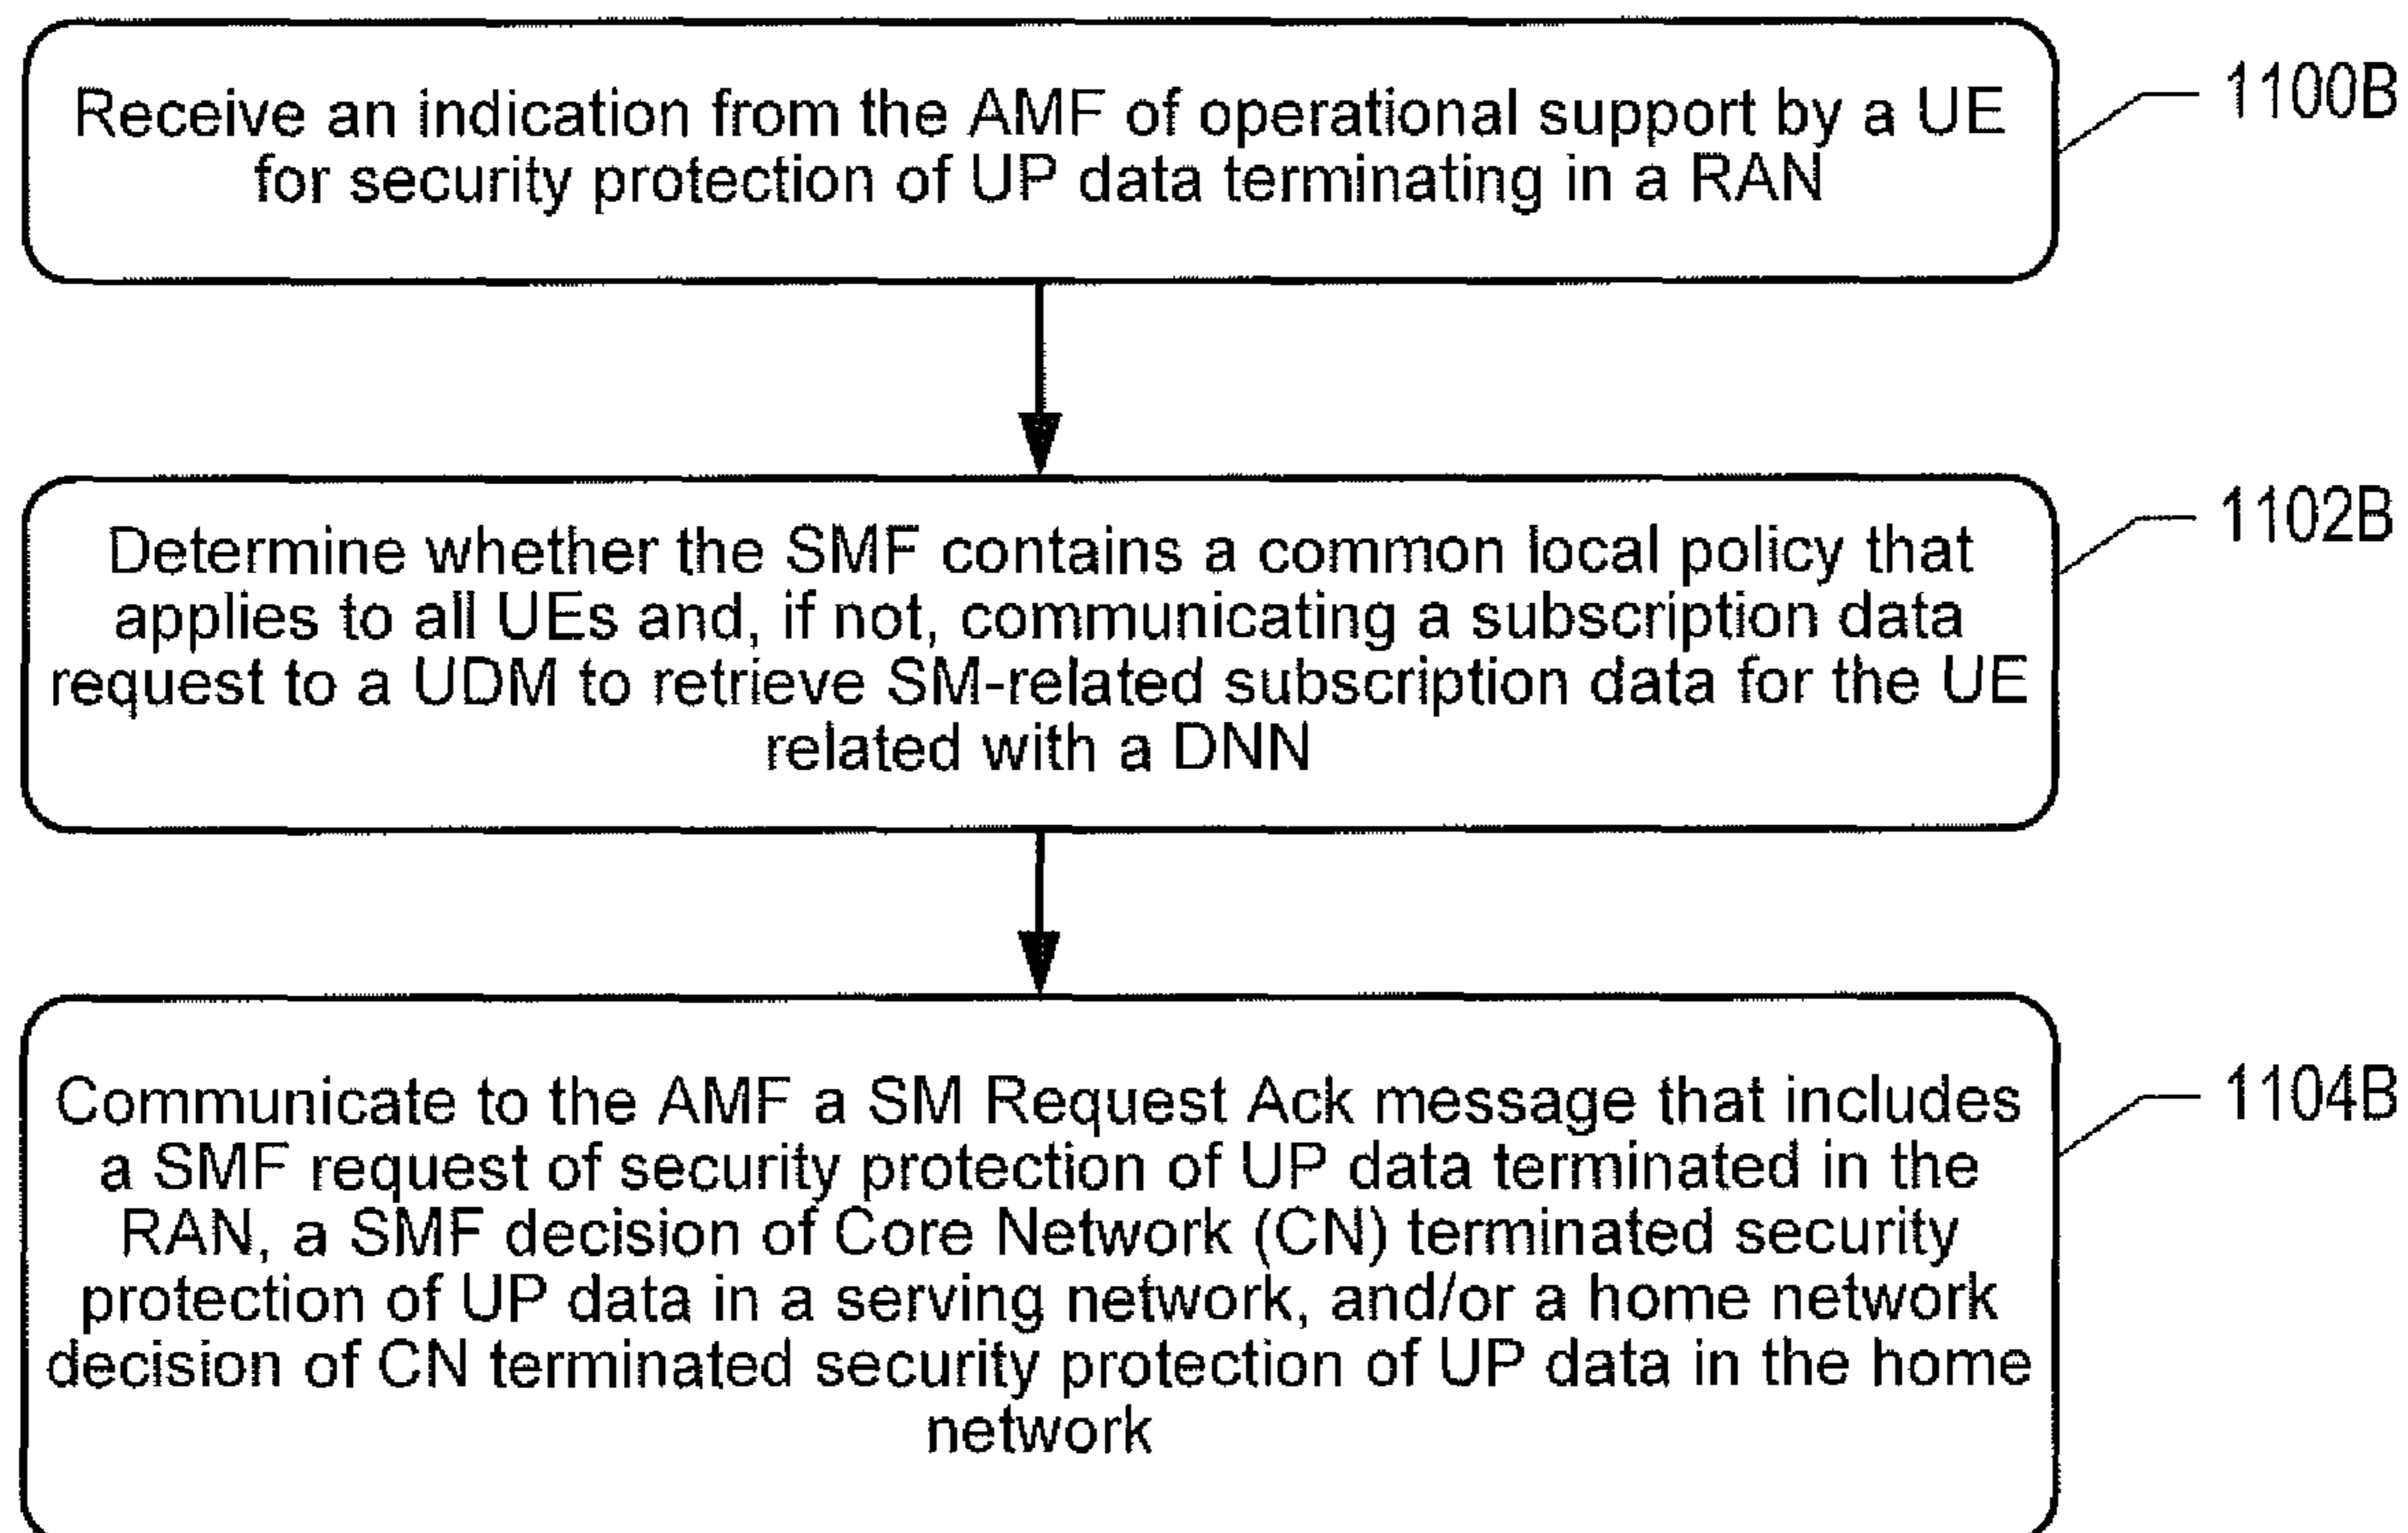 Receive an indication from the AMF of operational support by a UE
for security protection of UP data terminating in a RAN
1100B
Determine whether the SMF contains a common local policy that
applies to all UEs and, if not, communicating a subscription data
request to a UDM to retrieve SM-related subscription data for the UE
related with a DNN
1102B
Communicate to the AMF a SM Request Ack message that includes
a SMF request of security protection of UP data terminated in the
RAN, a SMF decision of Core Network (CN) terminated security
protection of UP data in a serving network, and/or a home network
decision of CN terminated security protection of UP data in the home
network
1104B